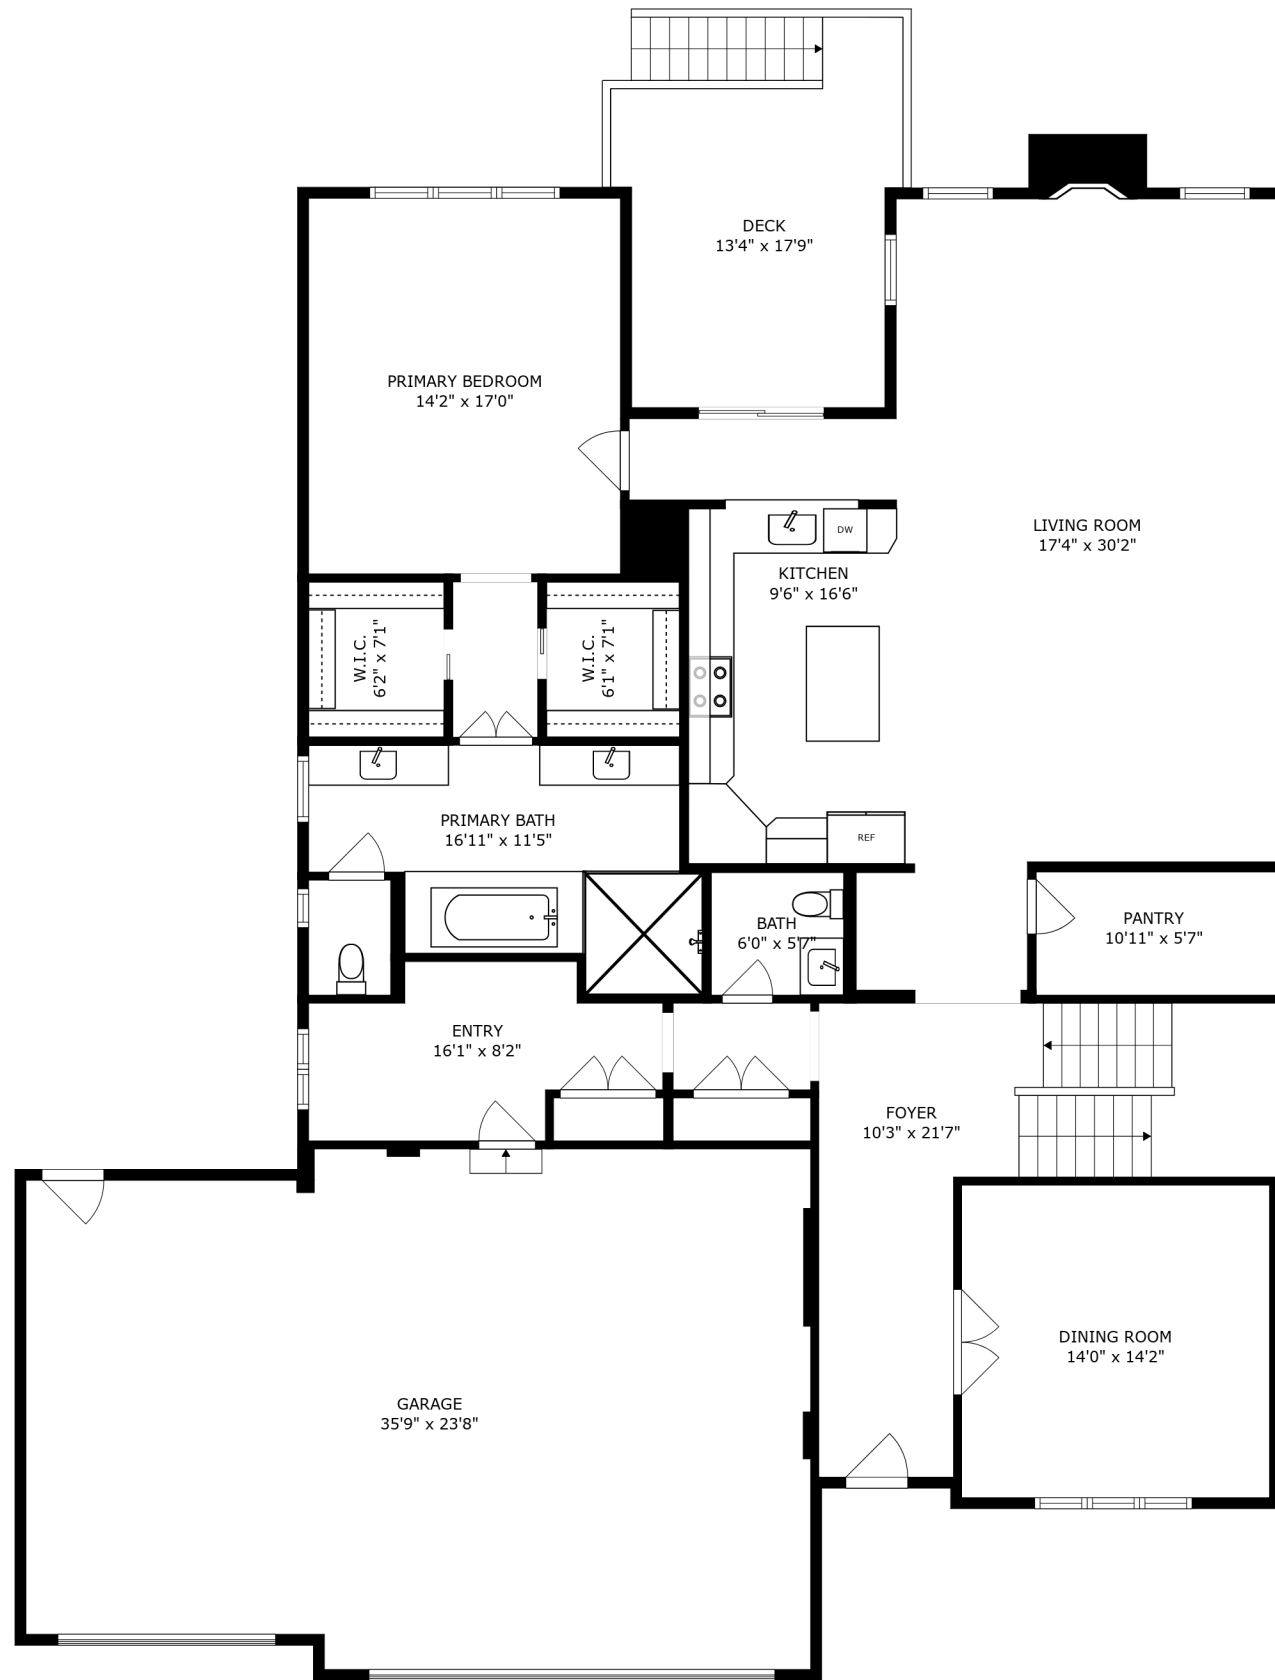 DECK
13'4" x 17'9"
PRIMARY BEDROOM
14'2" x 17'0"
LIVING ROOM
17'4" x 30'2"
DW
KITCHEN
9'6" x 16'6"
W.I.C.
6'2" x 7'1"
W.I.C.
6'1" x 7'1"
PRIMARY BATH
16'11" x 11'5"
REF
BATH
6'0" x 5'7"
PANTRY
10'11" x 5'7"
ENTRY
16'1" x 8'2"
FOYER
10'3" x 21'7"
DINING ROOM
14'0" x 14'2"
GARAGE
35'9" x 23'8"